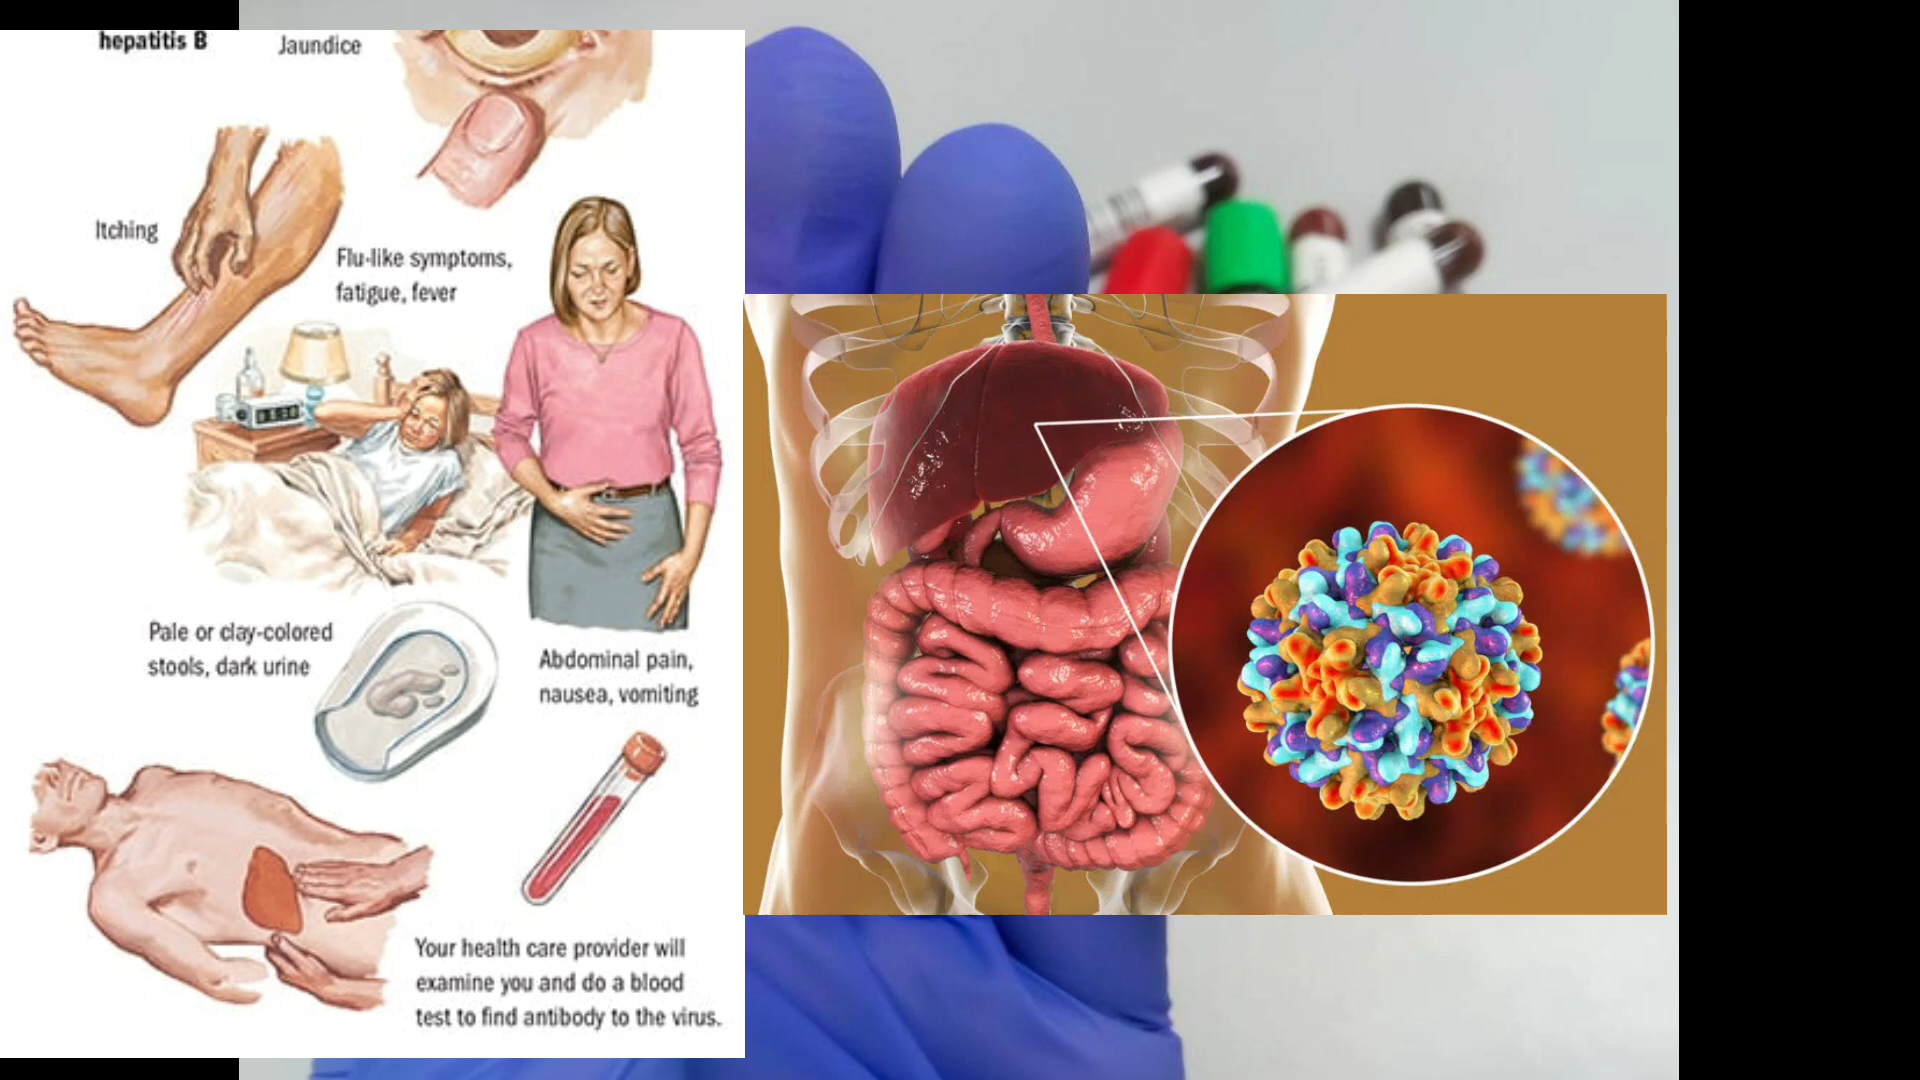 hepatitis B
Jaundice
Itching
Flu-like symptoms,
fatigue, fever
Pale or clay-colored
stools, dark urine
Abdominal pain,
nausea, vomiting
Your health care provider will
examine you and do a blood
test to find antibody to the virus.